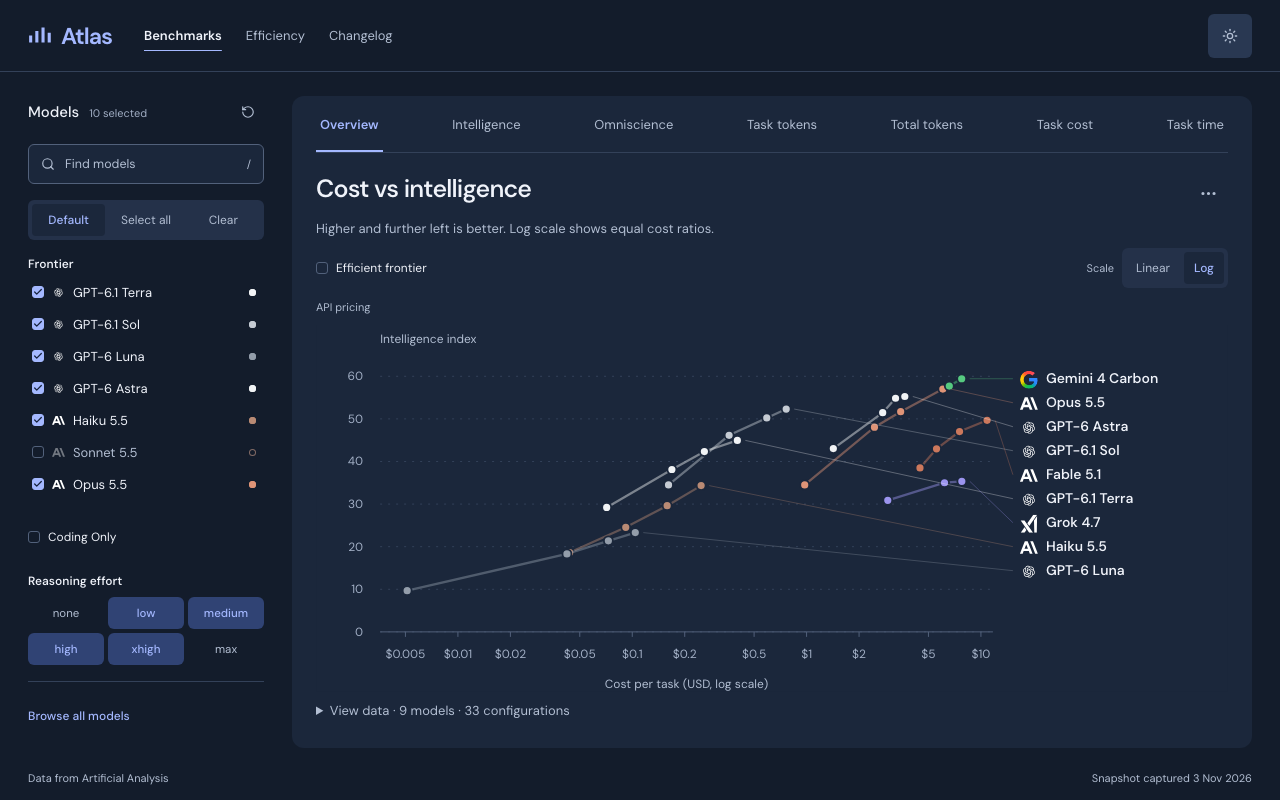 Atlas
Benchmarks Efficiency Changelog
Models 10 selected
Find models /
Default Select all Clear
Frontier
GPT-6.1 Terra
GPT-6.1 Sol
GPT-6 Luna
GPT-6 Astra
Haiku 5.5
Sonnet 5.5
Opus 5.5
Coding Only
Reasoning effort
none low medium
high xhigh max
Browse all models
Overview Intelligence Omniscience Task tokens Total tokens Task cost Task time
Cost vs intelligence
Higher and further left is better. Log scale shows equal cost ratios.
Efficient frontier
Scale Linear Log
API pricing
Intelligence index
60
50
40
30
20
10
0
$0.005 $0.01 $0.02 $0.05 $0.1 $0.2 $0.5 $1 $2 $5 $10
Cost per task (USD, log scale)
Gemini 4 Carbon
Opus 5.5
GPT-6 Astra
GPT-6.1 Sol
Fable 5.1
GPT-6.1 Terra
Grok 4.7
Haiku 5.5
GPT-6 Luna
View data · 9 models · 33 configurations
Data from Artificial Analysis
Snapshot captured 3 Nov 2026